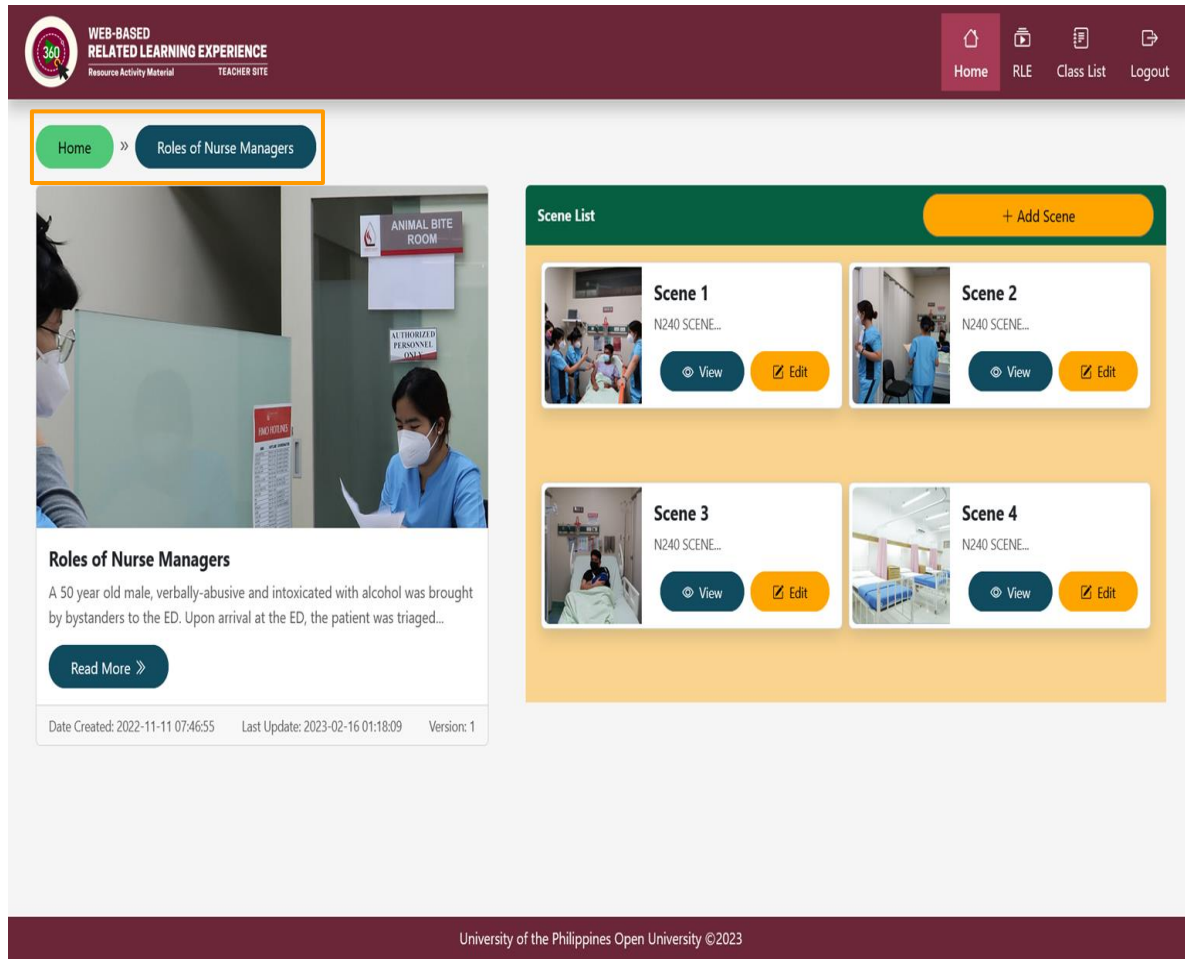 360
WEB-BASED
RELATED LEARNING EXPERIENCE
Resource Activity Material TEACHER SITE
Home RLE Class List Logout
Home » Roles of Nurse Managers
ANIMAL BITE
ROOM
AUTHORIZED
PERSONNEL
ONLY
HMO HOTLINES
Roles of Nurse Managers
A 50 year old male, verbally-abusive and intoxicated with alcohol was brought
by bystanders to the ED. Upon arrival at the ED, the patient was triaged...
Read More »
Date Created: 2022-11-11 07:46:55 Last Update: 2023-02-16 01:18:09 Version: 1
Scene List + Add Scene
Scene 1
N240 SCENE...
View Edit
Scene 2
N240 SCENE...
View Edit
Scene 3
N240 SCENE...
View Edit
Scene 4
N240 SCENE...
View Edit
University of the Philippines Open University ©2023